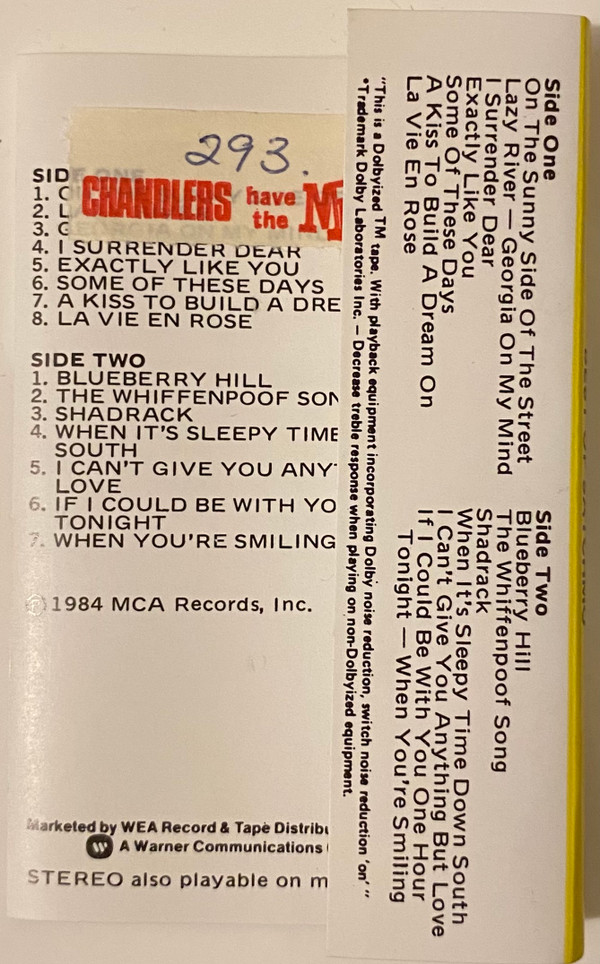 293.
CHANDLERS have the
SIDE ONE
1.
2. L
3. GEORGIA ON MY MIND
4. I SURRENDER DEAR
5. EXACTLY LIKE YOU
6. SOME OF THESE DAYS
7. A KISS TO BUILD A DRE
8. LA VIE EN ROSE
SIDE TWO
1. BLUEBERRY HILL
2. THE WHIFFENPOOF SON
3. SHADRACK
4. WHEN IT'S SLEEPY TIME
SOUTH
5. I CAN'T GIVE YOU ANY
LOVE
6. IF I COULD BE WITH YO
TONIGHT
7. WHEN YOU'RE SMILING
℗1984 MCA Records, Inc.
Marketed by WEA Record & Tape Distribu
A Warner Communications
STEREO also playable on m
Side One
On The Sunny Side Of The Street
Lazy River — Georgia On My Mind
I Surrender Dear
Exactly Like You
Some Of These Days
A Kiss To Build A Dream On
La Vie En Rose
Side Two
Blueberry Hill
The Whiffenpoof Song
Shadrack
When It's Sleepy Time Down South
I Can't Give You Anything But Love
If I Could Be With You One Hour
Tonight — When You're Smiling
"This is a Dolbyized TM tape. With playback equipment incorporating Dolby noise reduction, switch noise reduction 'on'"
*Trademark Dolby Laboratories Inc. — Decrease treble response when playing on non-Dolbyized equipment.